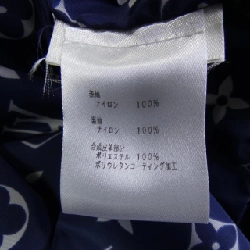 表地
ナイロン 100%
裏地
ナイロン 100%
合成皮革部分
ポリエステル 100%
ポリウレタンコーティング加工